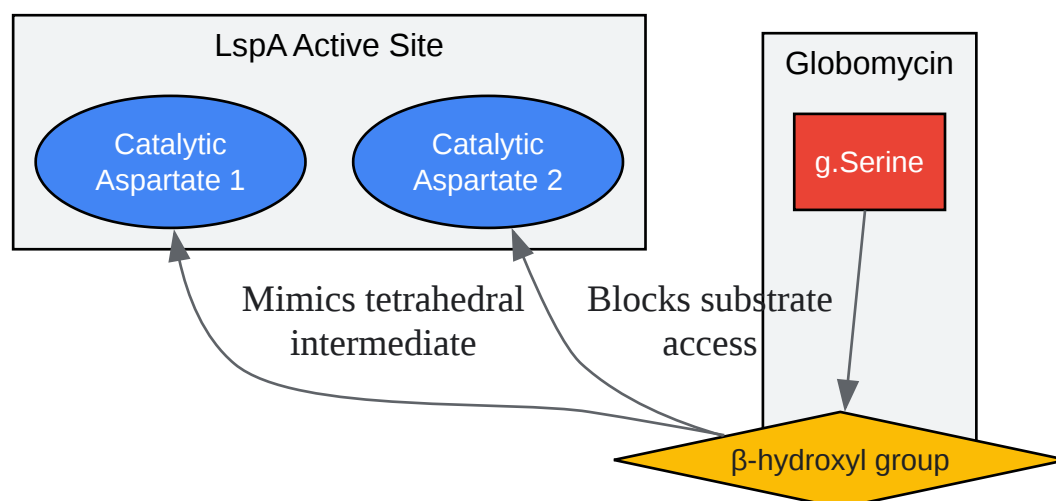 LspA Active Site
Catalytic
Aspartate 1
Catalytic
Aspartate 2
Globomycin
g.Serine
Mimics tetrahedral
intermediate
Blocks substrate
access
β-hydroxyl group